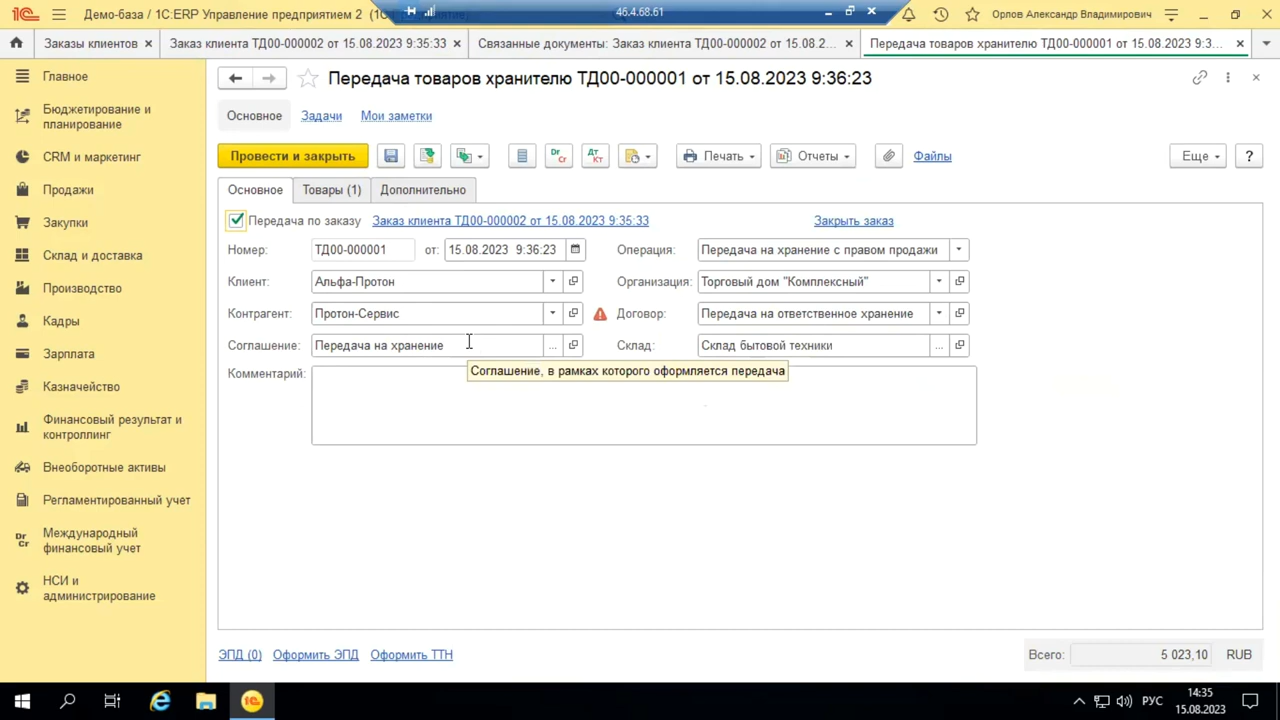 Демо-база / 1С:ERP Управление предприятием 2 (1С
46.4.68.61
Орлов Александр Владимирович
Заказы клиентов
Заказ клиента ТД00-000002 от 15.08.2023 9:35:33
Связанные документы: Заказ клиента ТД00-000002 от 15.08.2...
Передача товаров хранителю ТД00-000001 от 15.08.2023 9:3...
Главное
Бюджетирование и
планирование
CRM и маркетинг
Продажи
Закупки
Склад и доставка
Производство
Кадры
Зарплата
Казначейство
Финансовый результат и
контроллинг
Внеоборотные активы
Регламентированный учет
Международный
финансовый учет
НСИ и
администрирование
Передача товаров хранителю ТД00-000001 от 15.08.2023 9:36:23
Основное Задачи Мои заметки
Провести и закрыть Dr Cr Дт Кт Печать Отчеты Файлы Еще ?
Основное Товары (1) Дополнительно
Передача по заказу Заказ клиента ТД00-000002 от 15.08.2023 9:35:33 Закрыть заказ
Номер: ТД00-000001 от: 15.08.2023 9:36:23 Операция: Передача на хранение с правом продажи
Клиент: Альфа-Протон Организация: Торговый дом "Комплексный"
Контрагент: Протон-Сервис Договор: Передача на ответственное хранение
Соглашение: Передача на хранение Склад: Склад бытовой техники
Соглашение, в рамках которого оформляется передача
Комментарий:
ЭПД (0) Оформить ЭПД Оформить ТТН Всего: 5 023,10 RUB
РУС
14:35
15.08.2023